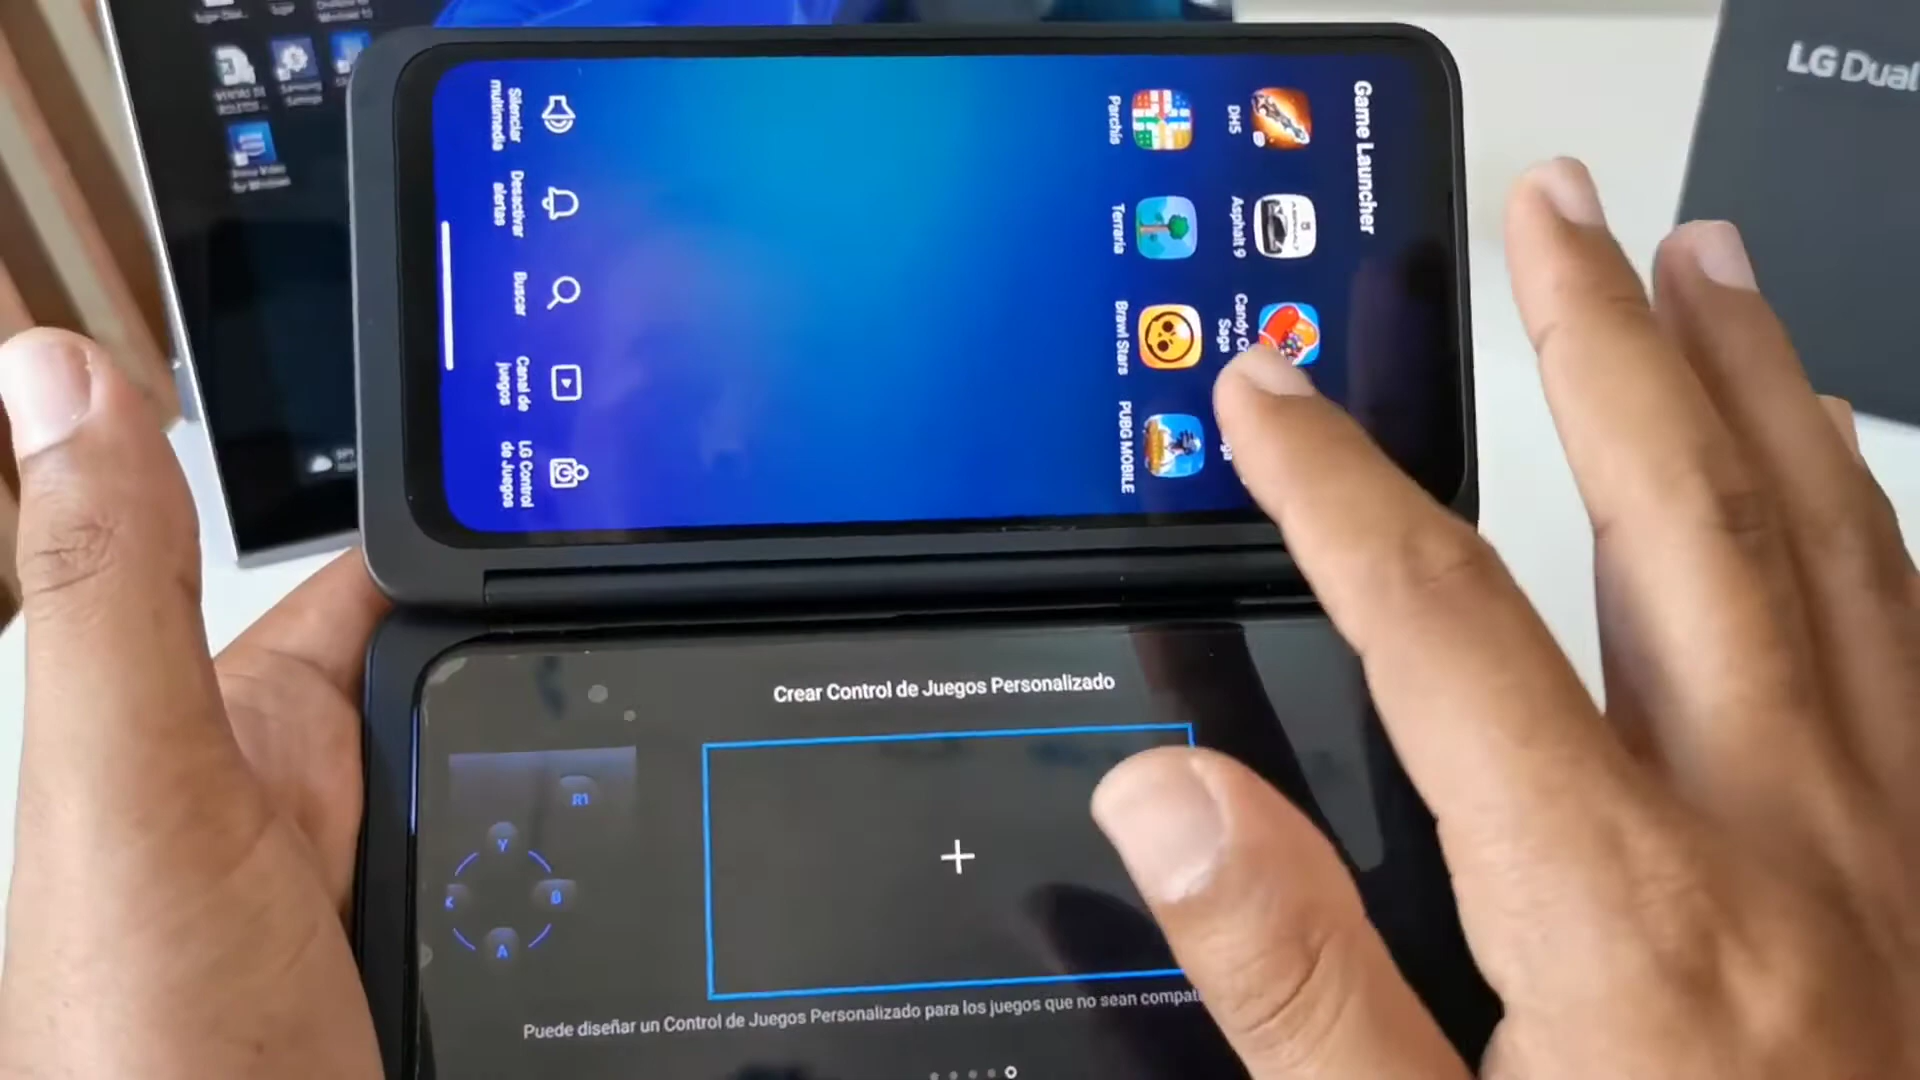 LG Dual
Game Launcher
DH5
Asphalt 9
Candy
Saga
Parchís
Terraria
Brawl Stars
PUBG MOBILE
Silenciar
multimedia
Desactivar
alertas
Buscar
Canal de
juegos
LG Control
de Juegos
Crear Control de Juegos Personalizado
R1
Y
B
A
Puede diseñar un Control de Juegos Personalizado para los juegos que no sean